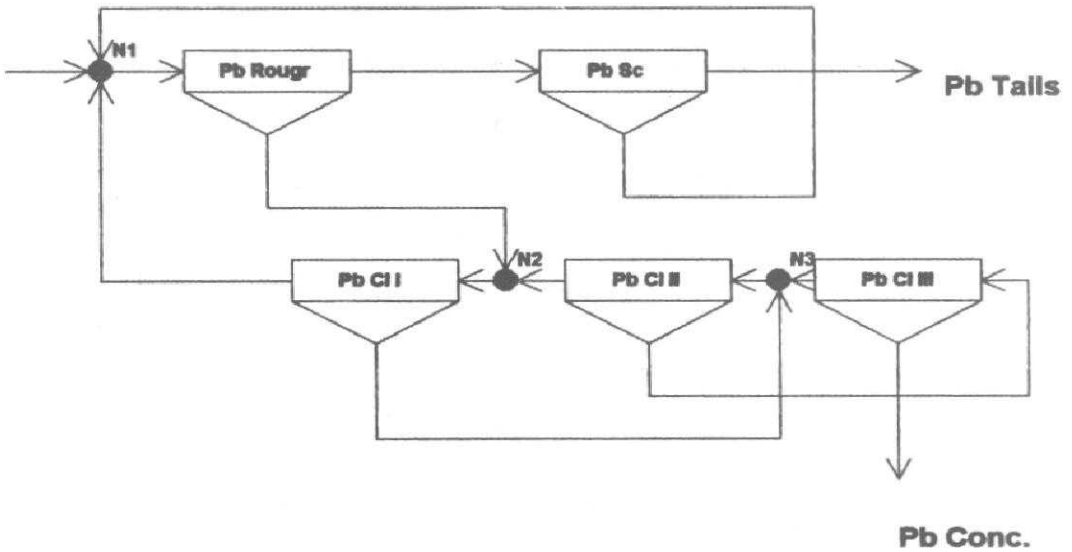 N1
Pb Rougr
Pb Sc
Pb Tails
N2
N3
Pb Cl I
Pb Cl II
Pb Cl III
Pb Conc.